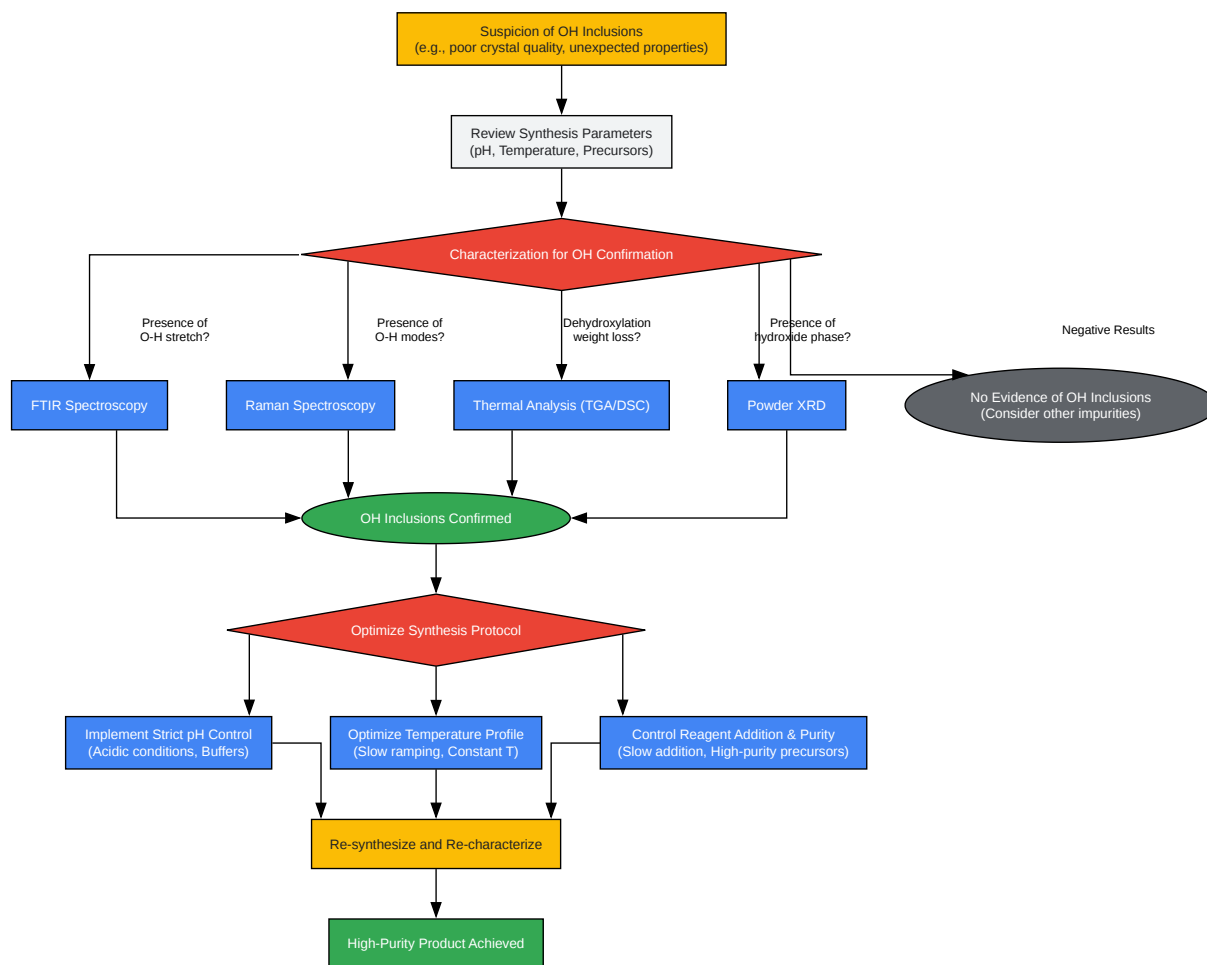 Suspicion of OH Inclusions
(e.g., poor crystal quality, unexpected properties)
Review Synthesis Parameters
(pH, Temperature, Precursors)
Characterization for OH Confirmation
Presence of
O-H stretch?
Presence of
O-H modes?
Dehydroxylation
weight loss?
Presence of
hydroxide phase?
Negative Results
FTIR Spectroscopy
Raman Spectroscopy
Thermal Analysis (TGA/DSC)
Powder XRD
No Evidence of OH Inclusions
(Consider other impurities)
OH Inclusions Confirmed
Optimize Synthesis Protocol
Implement Strict pH Control
(Acidic conditions, Buffers)
Optimize Temperature Profile
(Slow ramping, Constant T)
Control Reagent Addition & Purity
(Slow addition, High-purity precursors)
Re-synthesize and Re-characterize
High-Purity Product Achieved